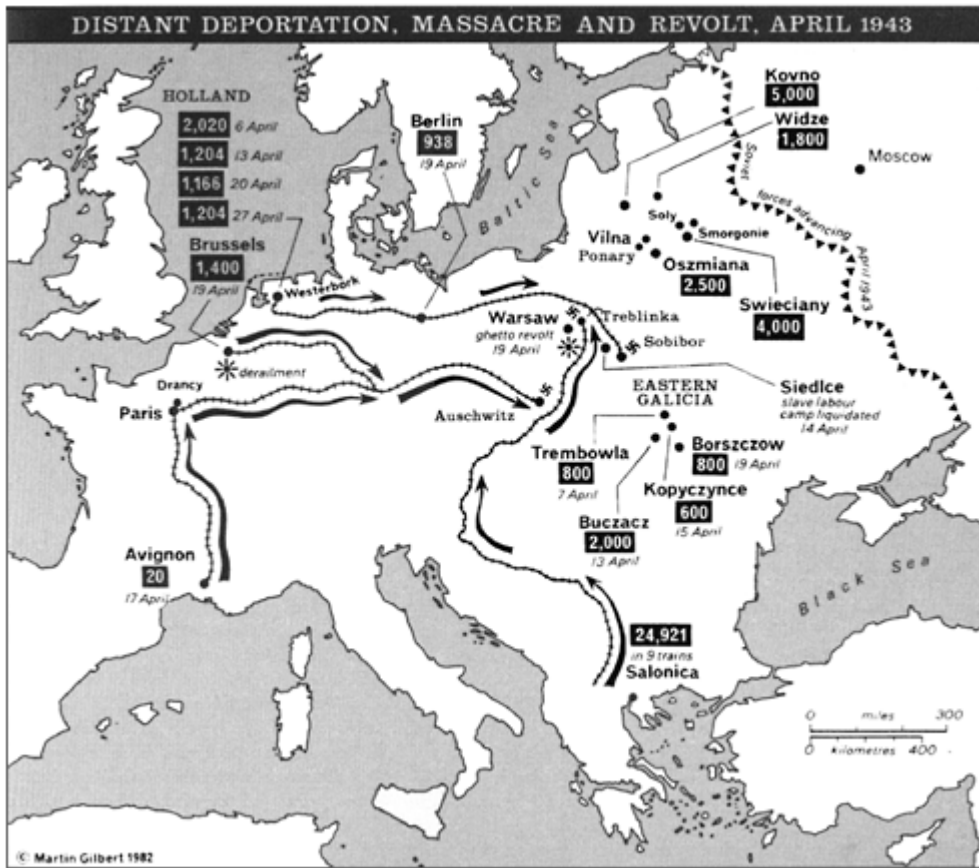 DISTANT DEPORTATION, MASSACRE AND REVOLT, APRIL 1943
HOLLAND
2,020 6 April
1,204 13 April
1,166 20 April
1,204 27 April
Brussels
1,400
19 April
Berlin
938
19 April
Baltic Sea
Kovno
5,000
Widze
1,800
Moscow
Soviet
forces advancing
April 1943
Soly
Smorgonie
Vilna
Ponary
Oszmiana
2.500
Swieciany
4,000
Westerbork
Warsaw
ghetto revolt
19 April
Treblinka
Sobibor
derailment
Drancy
Paris
Auschwitz
EASTERN
GALICIA
Siedlce
slave labour
camp liqu-dated
14 April
Trembowla
800
7 April
Borszczow
800 19 April
Kopyczynce
600
15 April
Buczacz
2,000
13 April
Avignon
20
17 April
Black Sea
24,921
in 9 trains
Salonica
0 miles 300
0 kilometres 400
© Martin Gilbert 1982